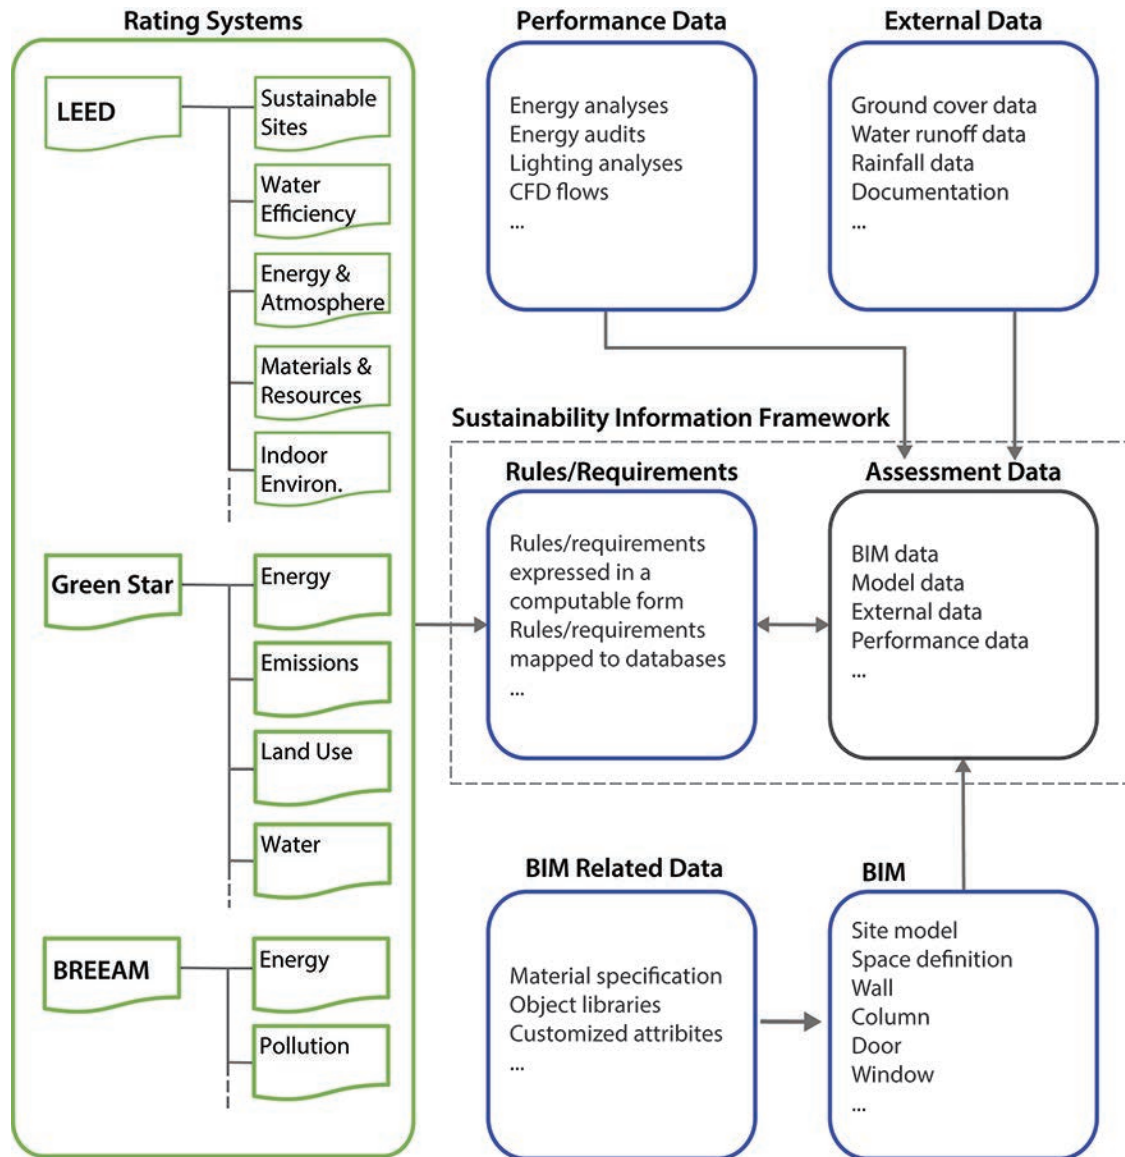 Rating Systems
LEED
Sustainable
Sites
Water
Efficiency
Energy &
Atmosphere
Materials &
Resources
Indoor
Environ.
Green Star
Energy
Emissions
Land Use
Water
BREEAM
Energy
Pollution
Performance Data
Energy analyses
Energy audits
Lighting analyses
CFD flows
...
External Data
Ground cover data
Water runoff data
Rainfall data
Documentation
...
Sustainability Information Framework
Rules/Requirements
Rules/requirements
expressed in a
computable form
Rules/requirements
mapped to databases
...
Assessment Data
BIM data
Model data
External data
Performance data
...
BIM Related Data
Material specification
Object libraries
Customized attribites
...
BIM
Site model
Space definition
Wall
Column
Door
Window
...